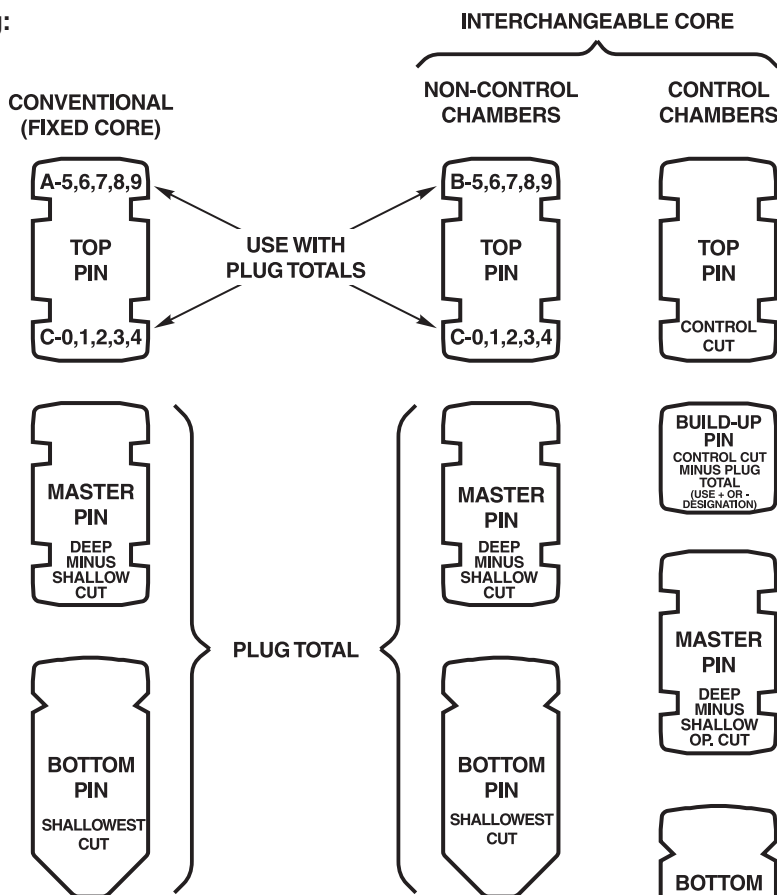 g:
INTERCHANGEABLE CORE
CONVENTIONAL
(FIXED CORE)
NON-CONTROL
CHAMBERS
CONTROL
CHAMBERS
A-5,6,7,8,9
TOP
PIN
C-0,1,2,3,4
USE WITH
PLUG TOTALS
B-5,6,7,8,9
TOP
PIN
C-0,1,2,3,4
TOP
PIN
CONTROL
CUT
MASTER
PIN
DEEP
MINUS
SHALLOW
CUT
MASTER
PIN
DEEP
MINUS
SHALLOW
CUT
BUILD-UP
PIN
CONTROL CUT
MINUS PLUG
TOTAL
(USE + OR -
DESIGNATION)
MASTER
PIN
DEEP
MINUS
SHALLOW
OP. CUT
PLUG TOTAL
BOTTOM
PIN
SHALLOWEST
CUT
BOTTOM
PIN
SHALLOWEST
CUT
BOTTOM